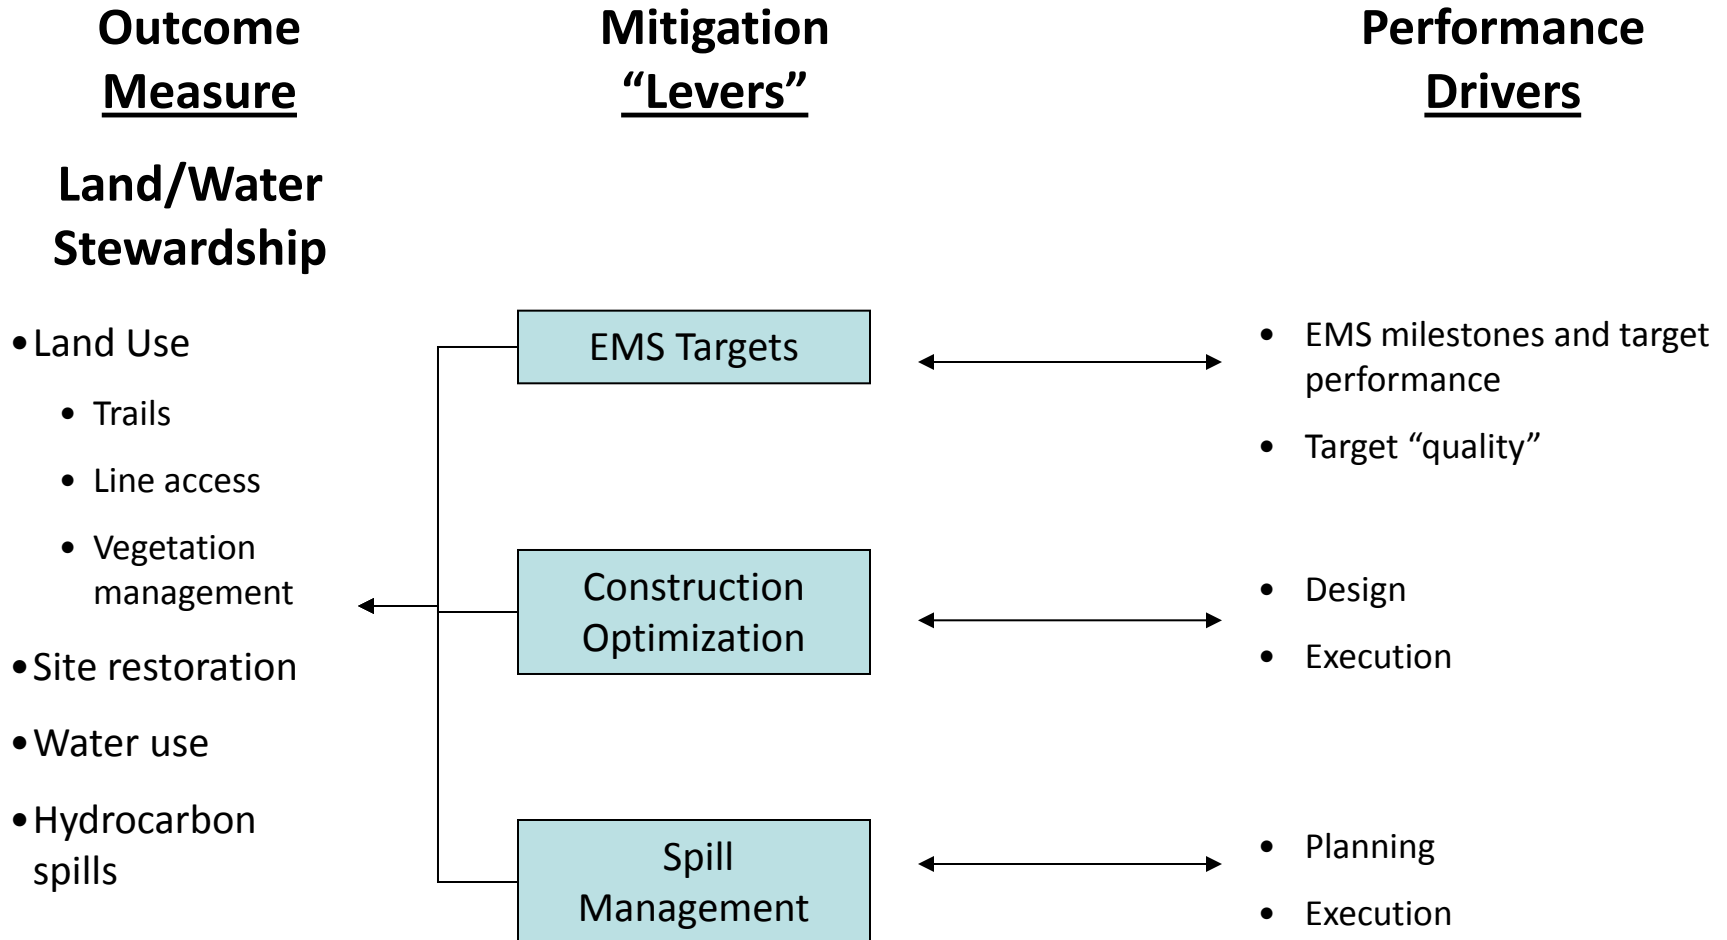 Outcome
Measure
Mitigation
“Levers”
Performance
Drivers
Land/Water
Stewardship
•Land Use
• Trails
• Line access
• Vegetation
management
•Site restoration
•Water use
•Hydrocarbon
spills
EMS Targets
Construction
Optimization
Spill
Management
• EMS milestones and target
performance
• Target “quality”
• Design
• Execution
• Planning
• Execution